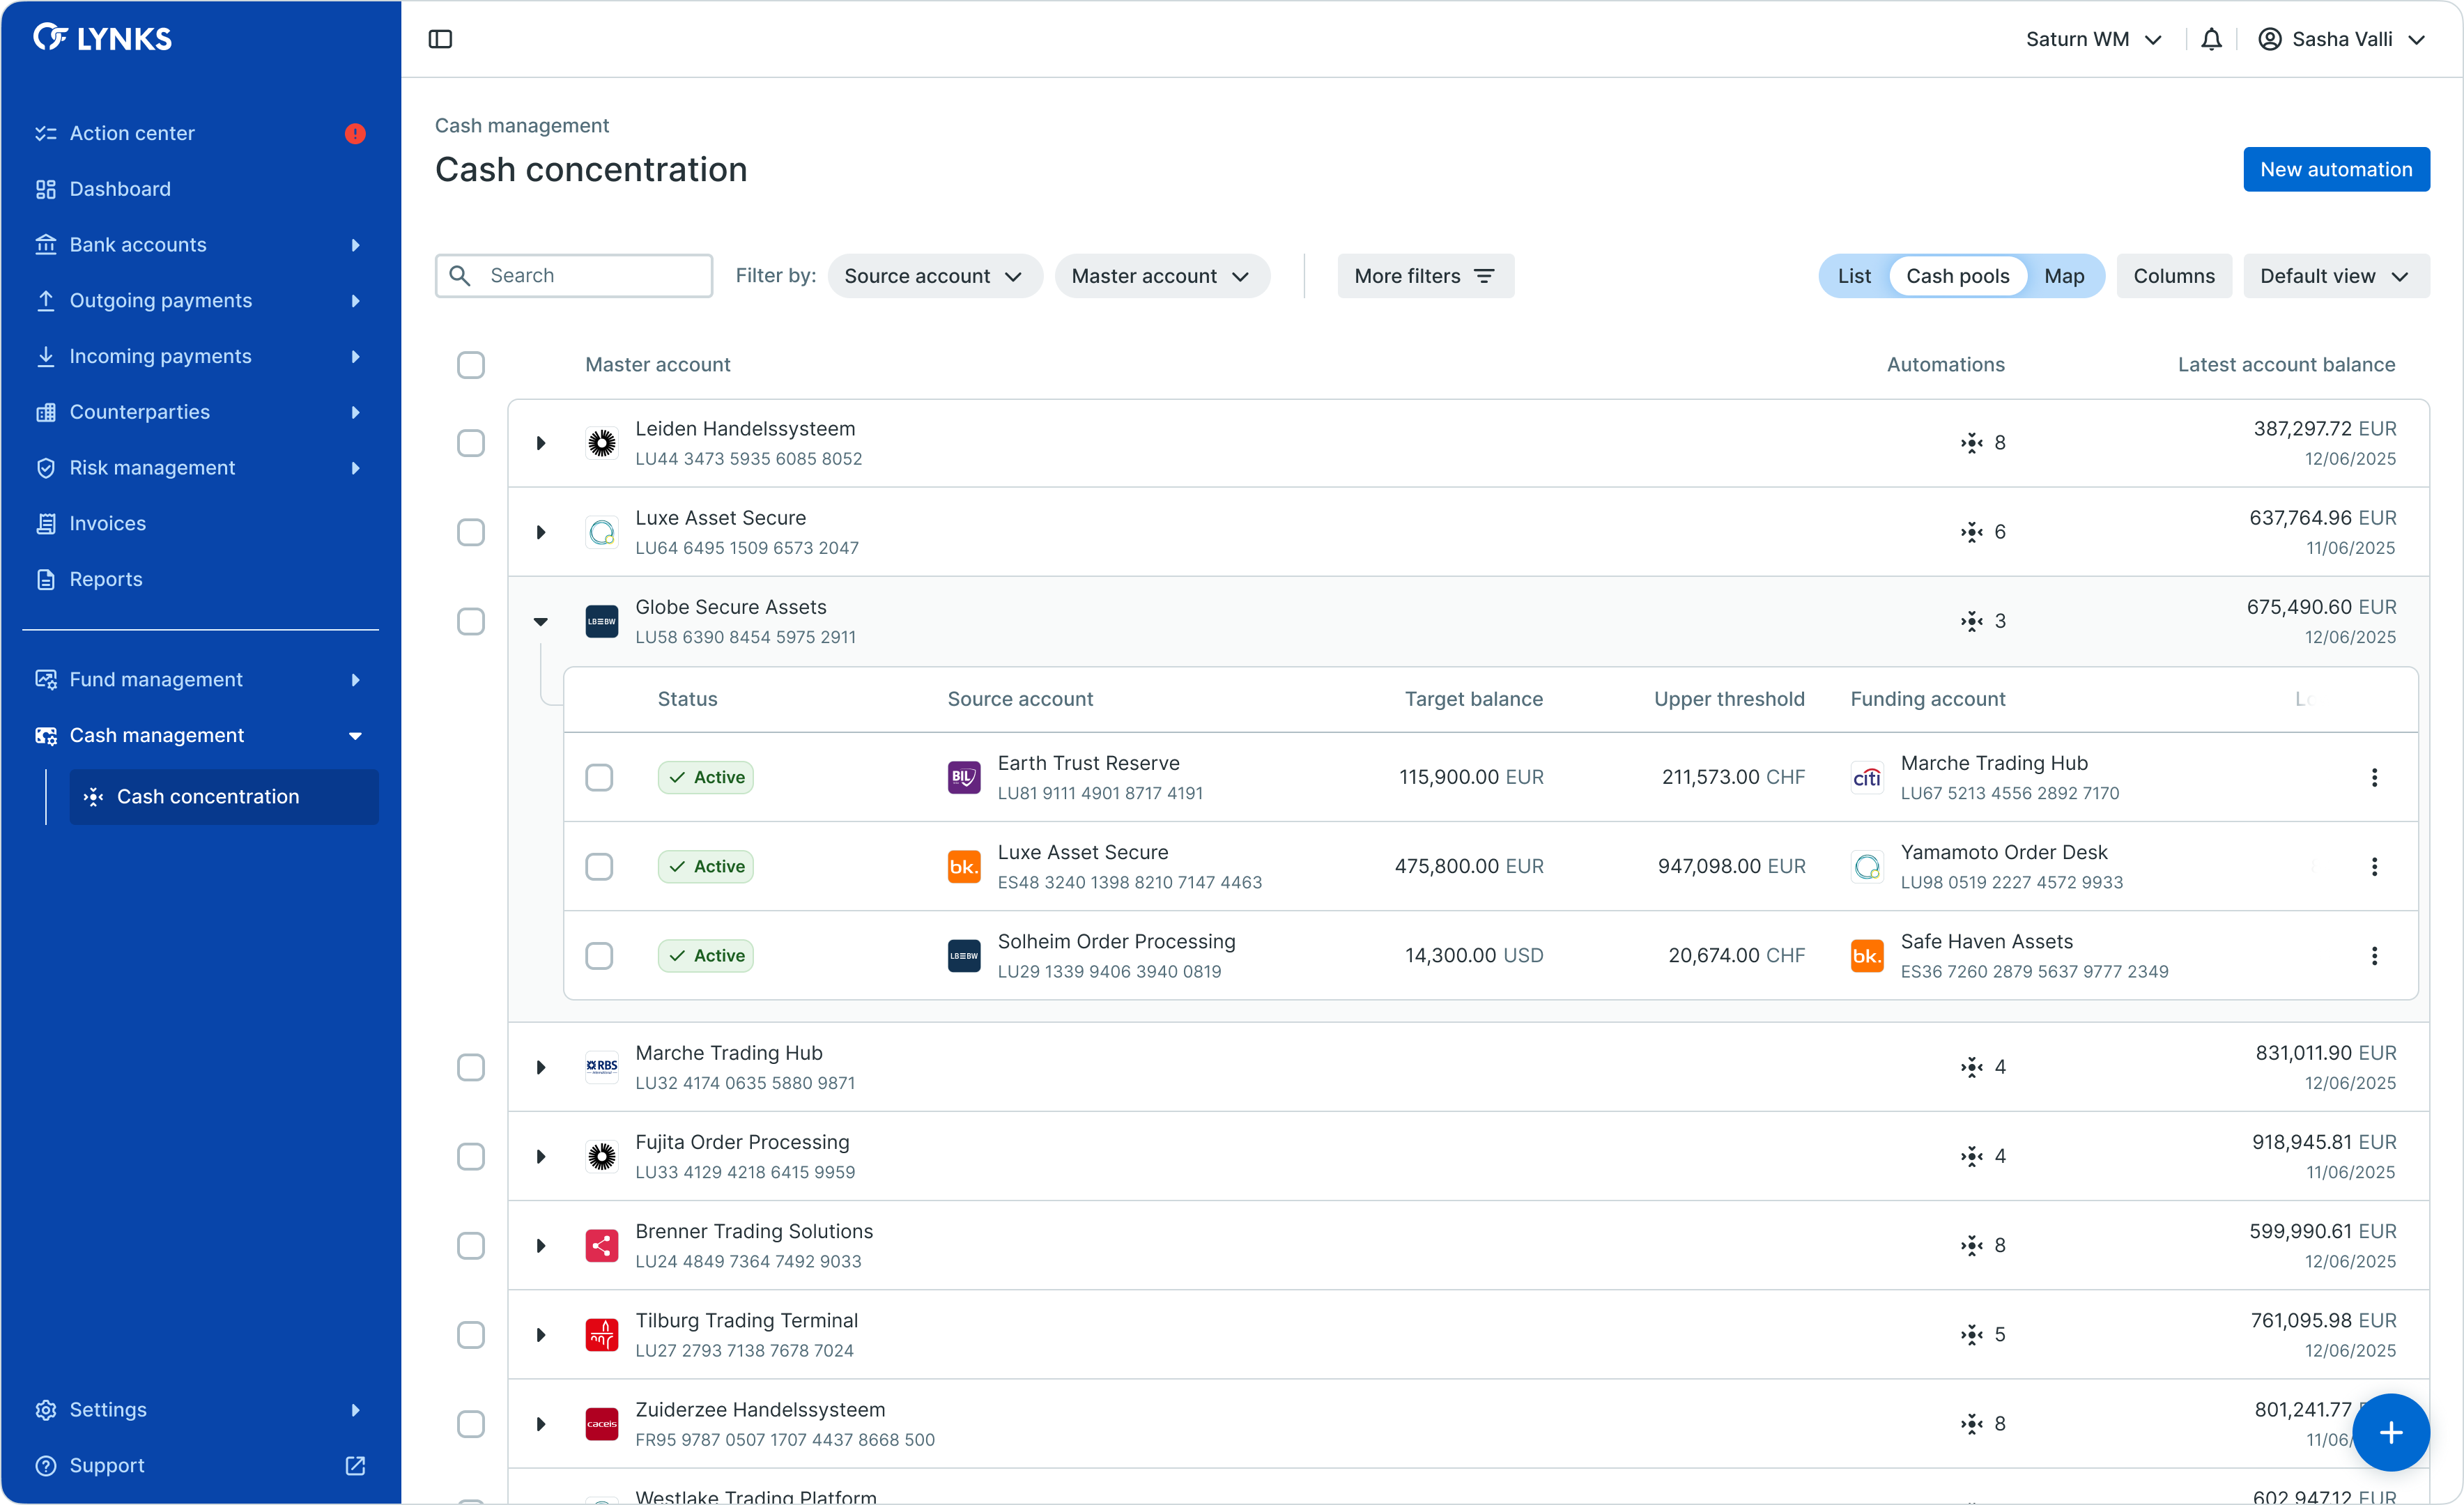 LYNKS
Saturn WM
Sasha Valli
Action center
Dashboard
Bank accounts
Outgoing payments
Incoming payments
Counterparties
Risk management
Invoices
Reports
Fund management
Cash management
Cash concentration
Settings
Support
Cash management
Cash concentration
New automation
Search
Filter by:
Source account
Master account
More filters
List
Cash pools
Map
Columns
Default view
Master account
Automations
Latest account balance
Leiden Handelssysteem
LU44 3473 5935 6085 8052
8
387,297.72 EUR
12/06/2025
Luxe Asset Secure
LU64 6495 1509 6573 2047
6
637,764.96 EUR
11/06/2025
LB≡BW
Globe Secure Assets
LU58 6390 8454 5975 2911
3
675,490.60 EUR
12/06/2025
Status
Source account
Target balance
Upper threshold
Funding account
Active
BIL
Earth Trust Reserve
LU81 9111 4901 8717 4191
115,900.00 EUR
211,573.00 CHF
citi
Marche Trading Hub
LU67 5213 4556 2892 7170
Active
bk.
Luxe Asset Secure
ES48 3240 1398 8210 7147 4463
475,800.00 EUR
947,098.00 EUR
Yamamoto Order Desk
LU98 0519 2227 4572 9933
Active
LB≡BW
Solheim Order Processing
LU29 1339 9406 3940 0819
14,300.00 USD
20,674.00 CHF
bk.
Safe Haven Assets
ES36 7260 2879 5637 9777 2349
RBS
Marche Trading Hub
LU32 4174 0635 5880 9871
4
831,011.90 EUR
12/06/2025
Fujita Order Processing
LU33 4129 4218 6415 9959
4
918,945.81 EUR
11/06/2025
Brenner Trading Solutions
LU24 4849 7364 7492 9033
8
599,990.61 EUR
12/06/2025
Tilburg Trading Terminal
LU27 2793 7138 7678 7024
5
761,095.98 EUR
12/06/2025
caceis
Zuiderzee Handelssysteem
FR95 9787 0507 1707 4437 8668 500
8
801,241.77
11/06/
Westlake Trading Platform
602,947.12 EUR